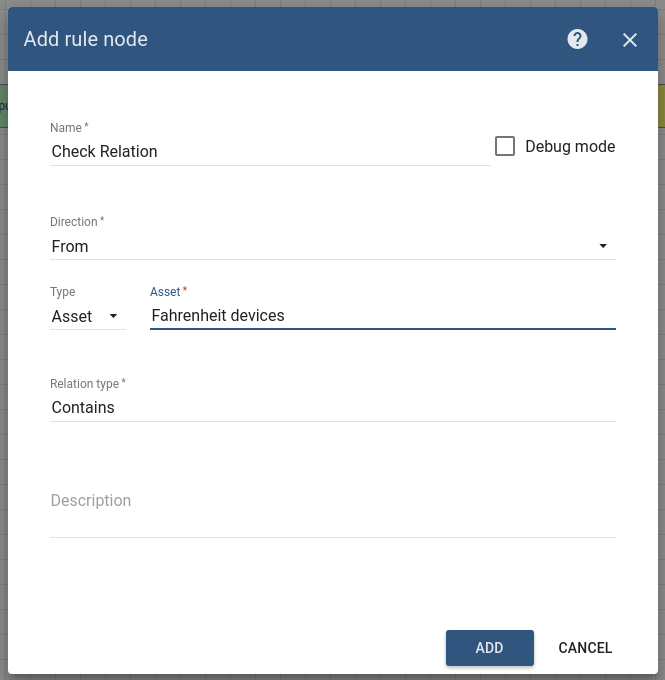 Add rule node
?
pu
Name *
Check Relation
Debug mode
Direction *
From
Type
Asset *
Asset
Fahrenheit devices
Relation type *
Contains
Description
ADD
CANCEL